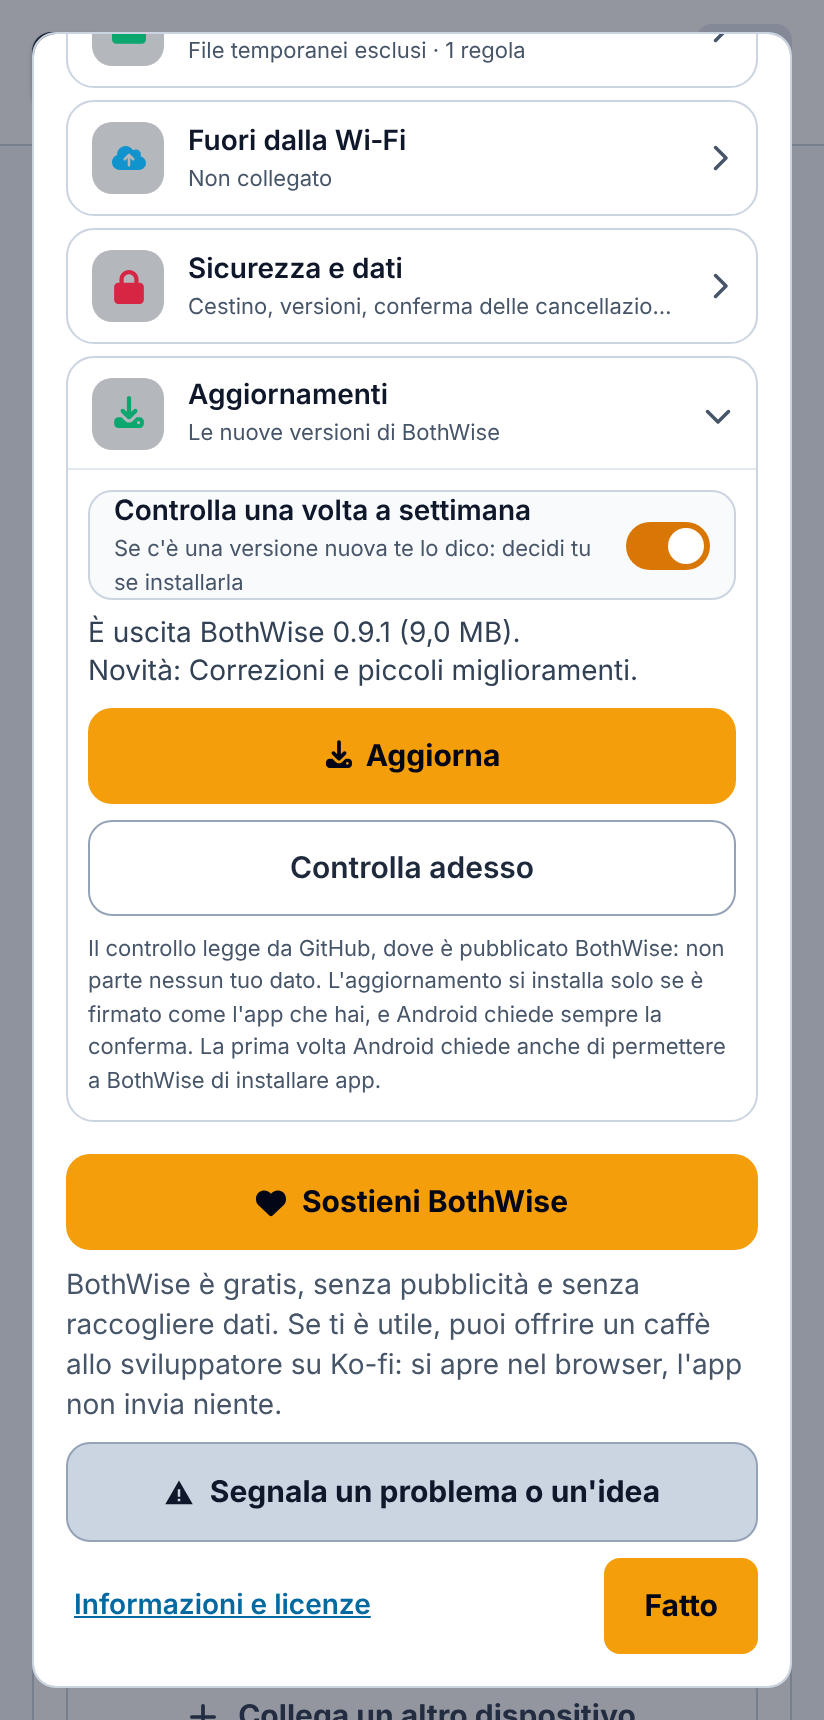 File temporanei esclusi · 1 regola
Fuori dalla Wi-Fi
Non collegato
Sicurezza e dati
Cestino, versioni, conferma delle cancellazio...
Aggiornamenti
Le nuove versioni di BothWise
Controlla una volta a settimana
Se c'è una versione nuova te lo dico: decidi tu
se installarla
È uscita BothWise 0.9.1 (9,0 MB).
Novità: Correzioni e piccoli miglioramenti.
Aggiorna
Controlla adesso
Il controllo legge da GitHub, dove è pubblicato BothWise: non
parte nessun tuo dato. L'aggiornamento si installa solo se è
firmato come l'app che hai, e Android chiede sempre la
conferma. La prima volta Android chiede anche di permettere
a BothWise di installare app.
Sostieni BothWise
BothWise è gratis, senza pubblicità e senza
raccogliere dati. Se ti è utile, puoi offrire un caffè
allo sviluppatore su Ko-fi: si apre nel browser, l'app
non invia niente.
Segnala un problema o un'idea
Informazioni e licenze
Fatto
Collega un altro dispositivo